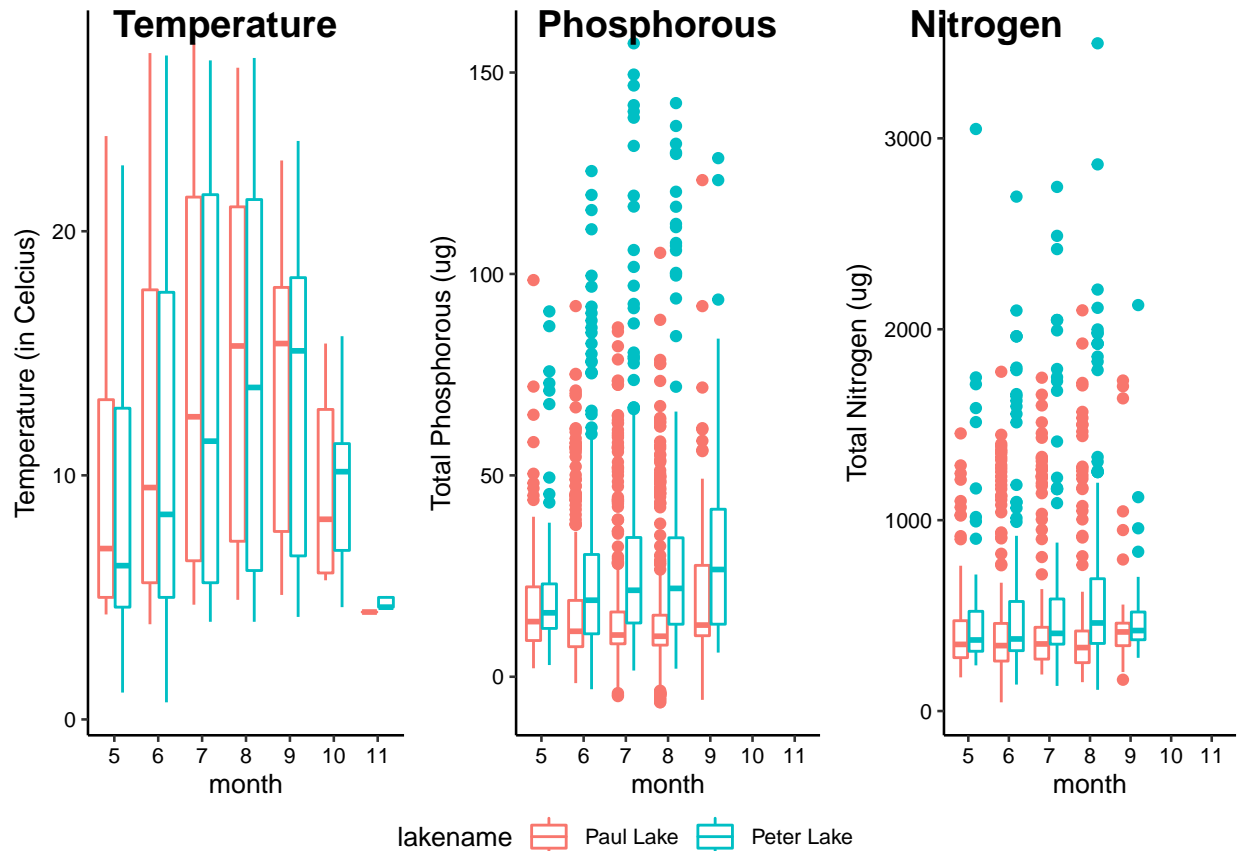 Temperature
Phosphorous
Nitrogen
Temperature (in Celcius)
20
10
0
5 6 7 8 9 10 11
month
Total Phosphorous (ug)
150
100
50
0
5 6 7 8 9 10 11
month
Total Nitrogen (ug)
3000
2000
1000
0
5 6 7 8 9 10 11
month
lakename Paul Lake Peter Lake